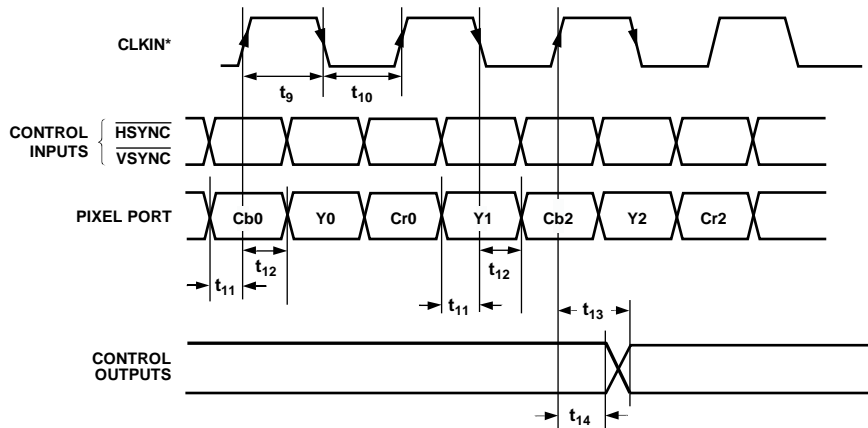 CLKIN*
t9
t10
CONTROL INPUTS
HSYNC
VSYNC
PIXEL PORT
Cb0
Y0
Cr0
Y1
Cb2
Y2
Cr2
t12
t12
t11
t11
t13
CONTROL OUTPUTS
t14